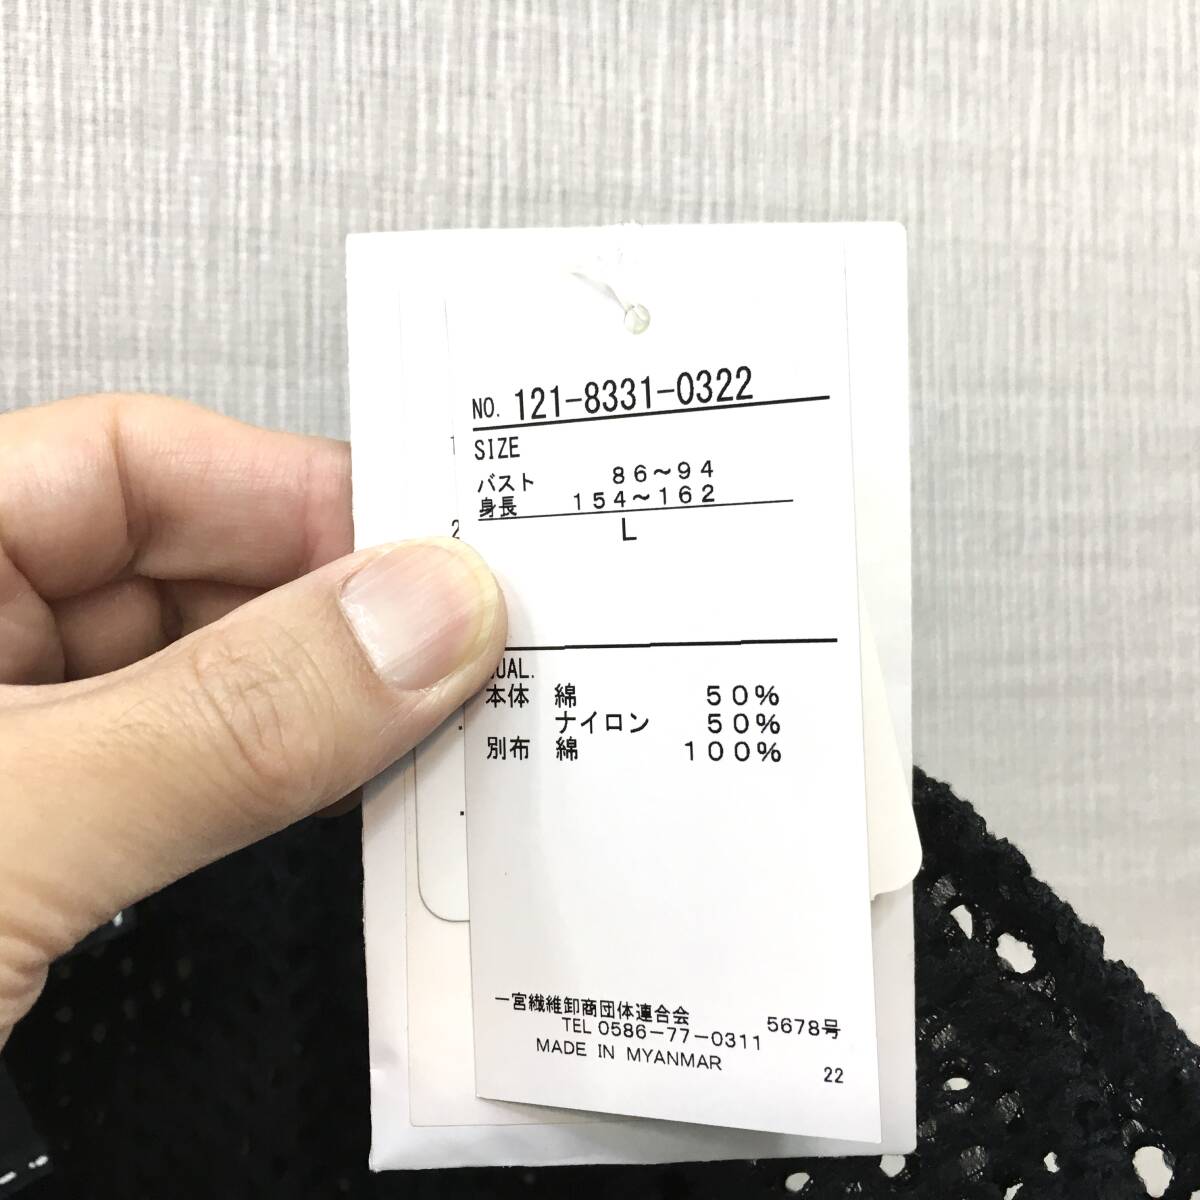 NO. 121-8331-0322
SIZE
バスト 86～94
身長 154～162
L
UAL.
本体 綿 50%
ナイロン 50%
別布 綿 100%
一宮繊維卸商団体連合会 5678号
TEL 0586-77-0311
MADE IN MYANMAR
22